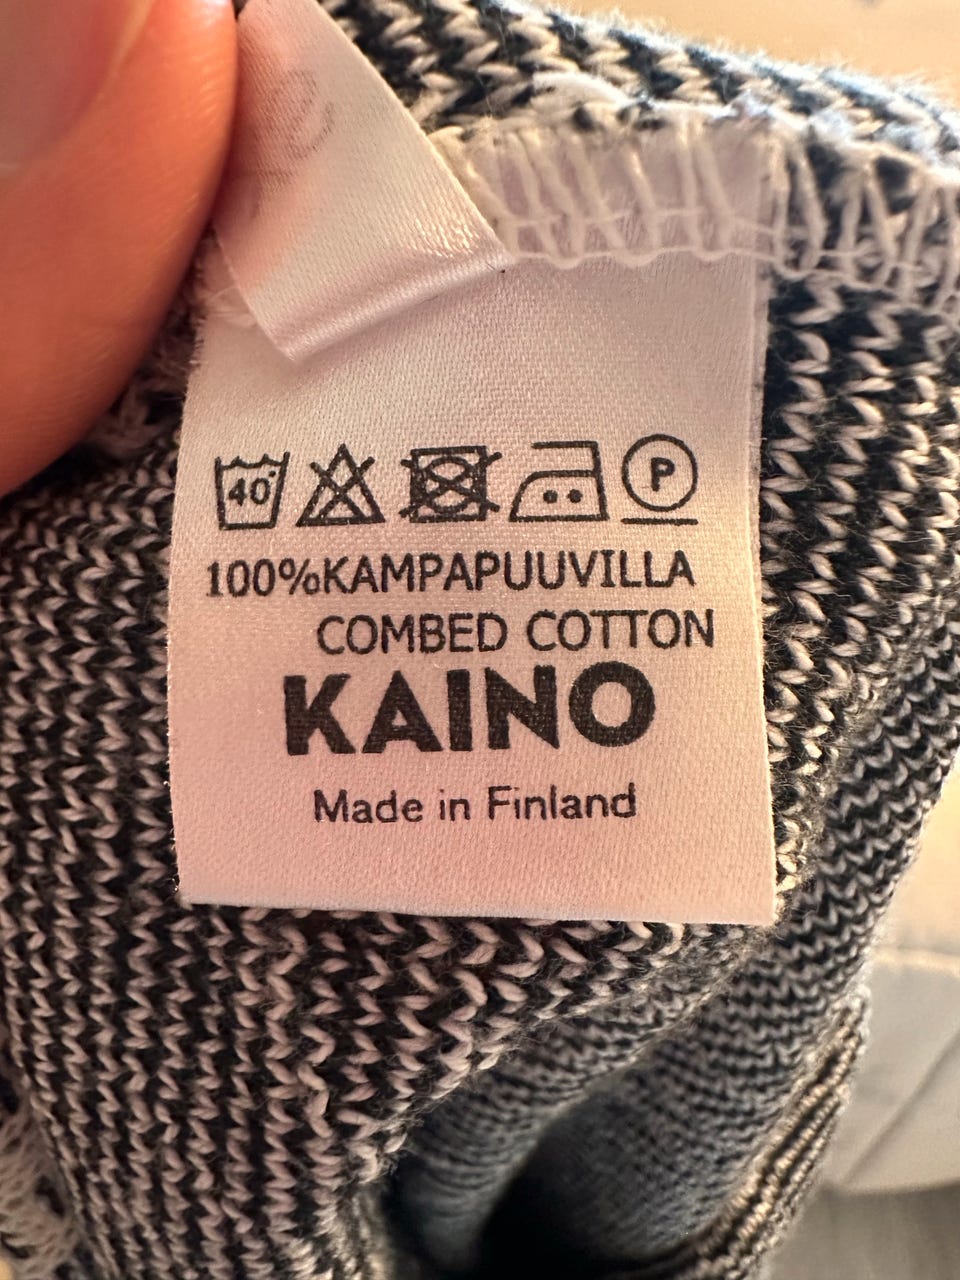 40°
P
100%KAMPAPUUVILLA
COMBED COTTON
KAINO
Made in Finland